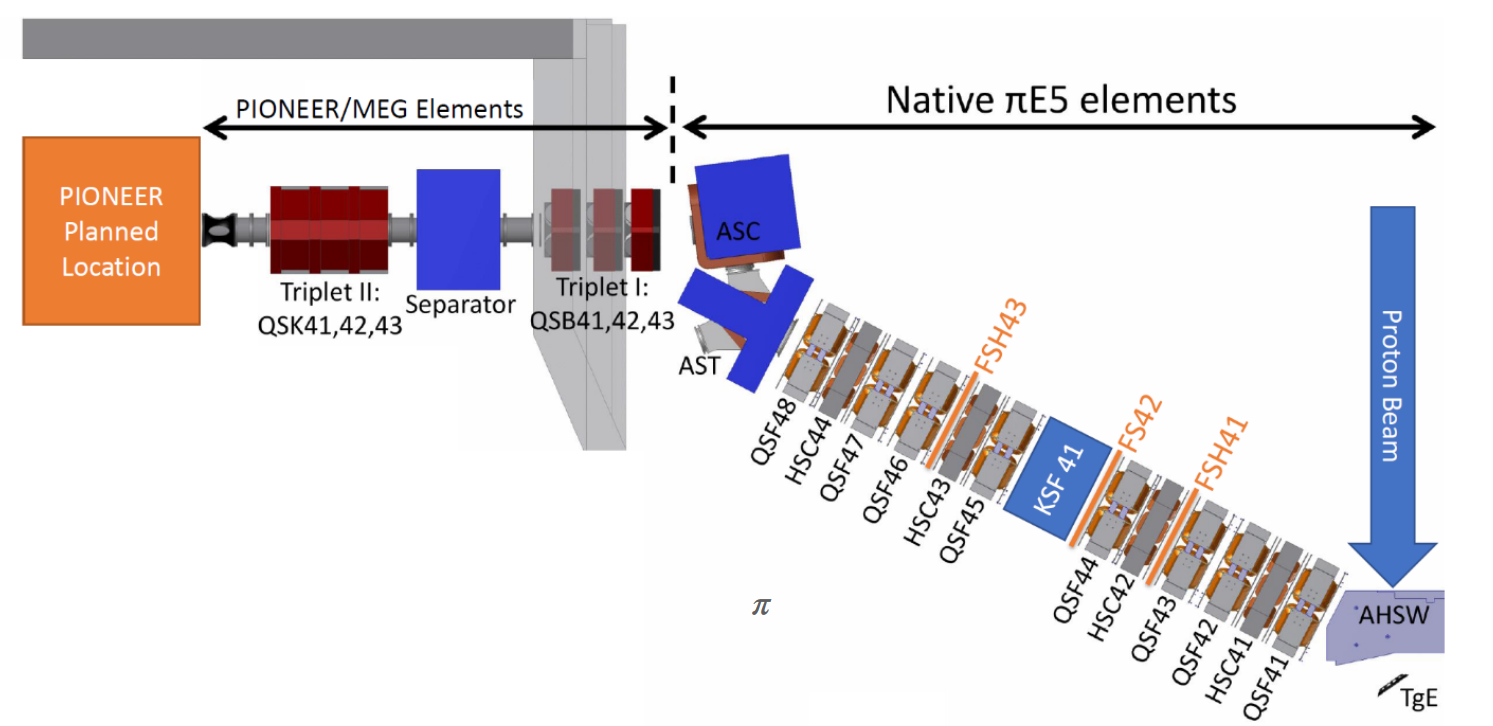 PIONEER/MEG Elements
Native πE5 elements
PIONEER
Planned
Location
Triplet II:
QSK41,42,43
Separator
Triplet I:
QSB41,42,43
ASC
AST
QSF48
HSC44
QSF47
QSF46
FSH43
HSC43
QSF45
KSF 41
FS42
QSF44
HSC42
FSH41
QSF43
QSF42
HSC41
QSF41
Proton Beam
AHSW
TgE
π